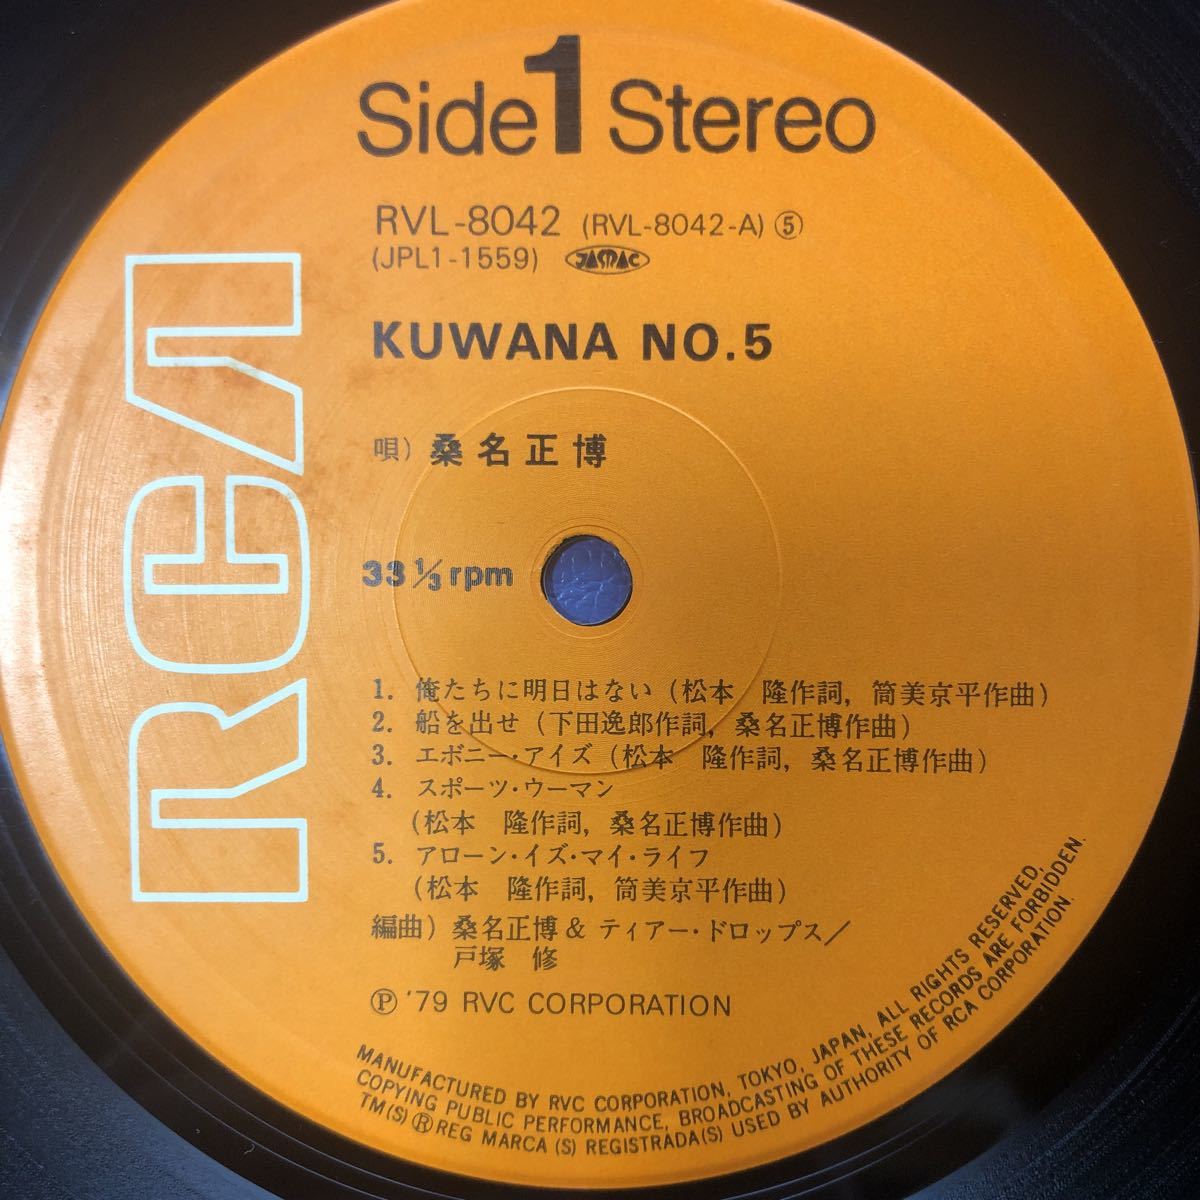 Side 1 Stereo
RVL-8042 (RVL-8042-A) ⑤
(JPL1-1559) JASRAC
KUWANA NO.5
唄) 桑名正博
33 1/3 rpm
RCA
1. 俺たちに明日はない (松本 隆作詞, 筒美京平作曲)
2. 船を出せ (下田逸郎作詞, 桑名正博作曲)
3. エボニー・アイズ (松本 隆作詞, 桑名正博作曲)
4. スポーツ・ウーマン
(松本 隆作詞, 桑名正博作曲)
5. アローン・イズ・マイ・ライフ
(松本 隆作詞, 筒美京平作曲)
編曲) 桑名正博 & ティアー・ドロップス/
戸塚 修
Ⓟ '79 RVC CORPORATION
MANUFACTURED BY RVC CORPORATION, TOKYO, JAPAN, ALL RIGHTS RESERVED,
COPYING PUBLIC PERFORMANCE, BROADCASTING OF THESE RECORDS ARE FORBIDDEN.
TM(S) ® REG MARCA (S) REGISTRADA(S) USED BY AUTHORITY OF RCA CORPORATION.